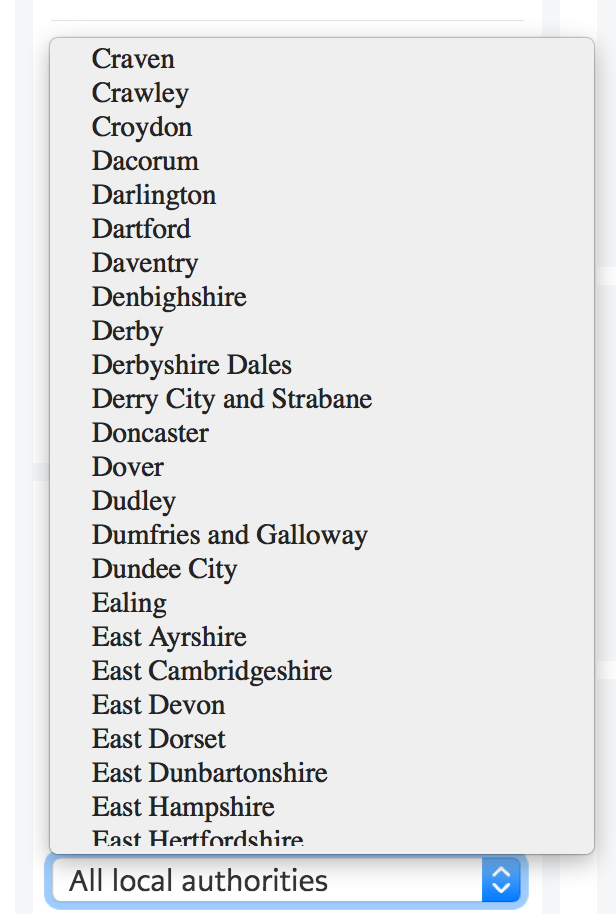 Craven
Crawley
Croydon
Dacorum
Darlington
Dartford
Daventry
Denbighshire
Derby
Derbyshire Dales
Derry City and Strabane
Doncaster
Dover
Dudley
Dumfries and Galloway
Dundee City
Ealing
East Ayrshire
East Cambridgeshire
East Devon
East Dorset
East Dunbartonshire
East Hampshire
East Hertfordshire
All local authorities